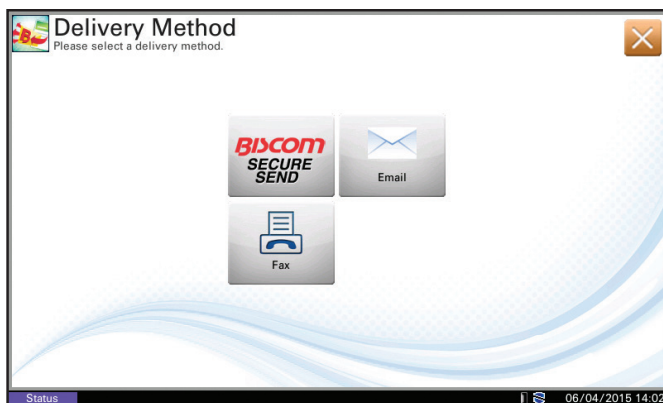 Delivery Method
Please select a delivery method.
BISCOM
SECURE
SEND
Email
Fax
Status
06/04/2015 14:02